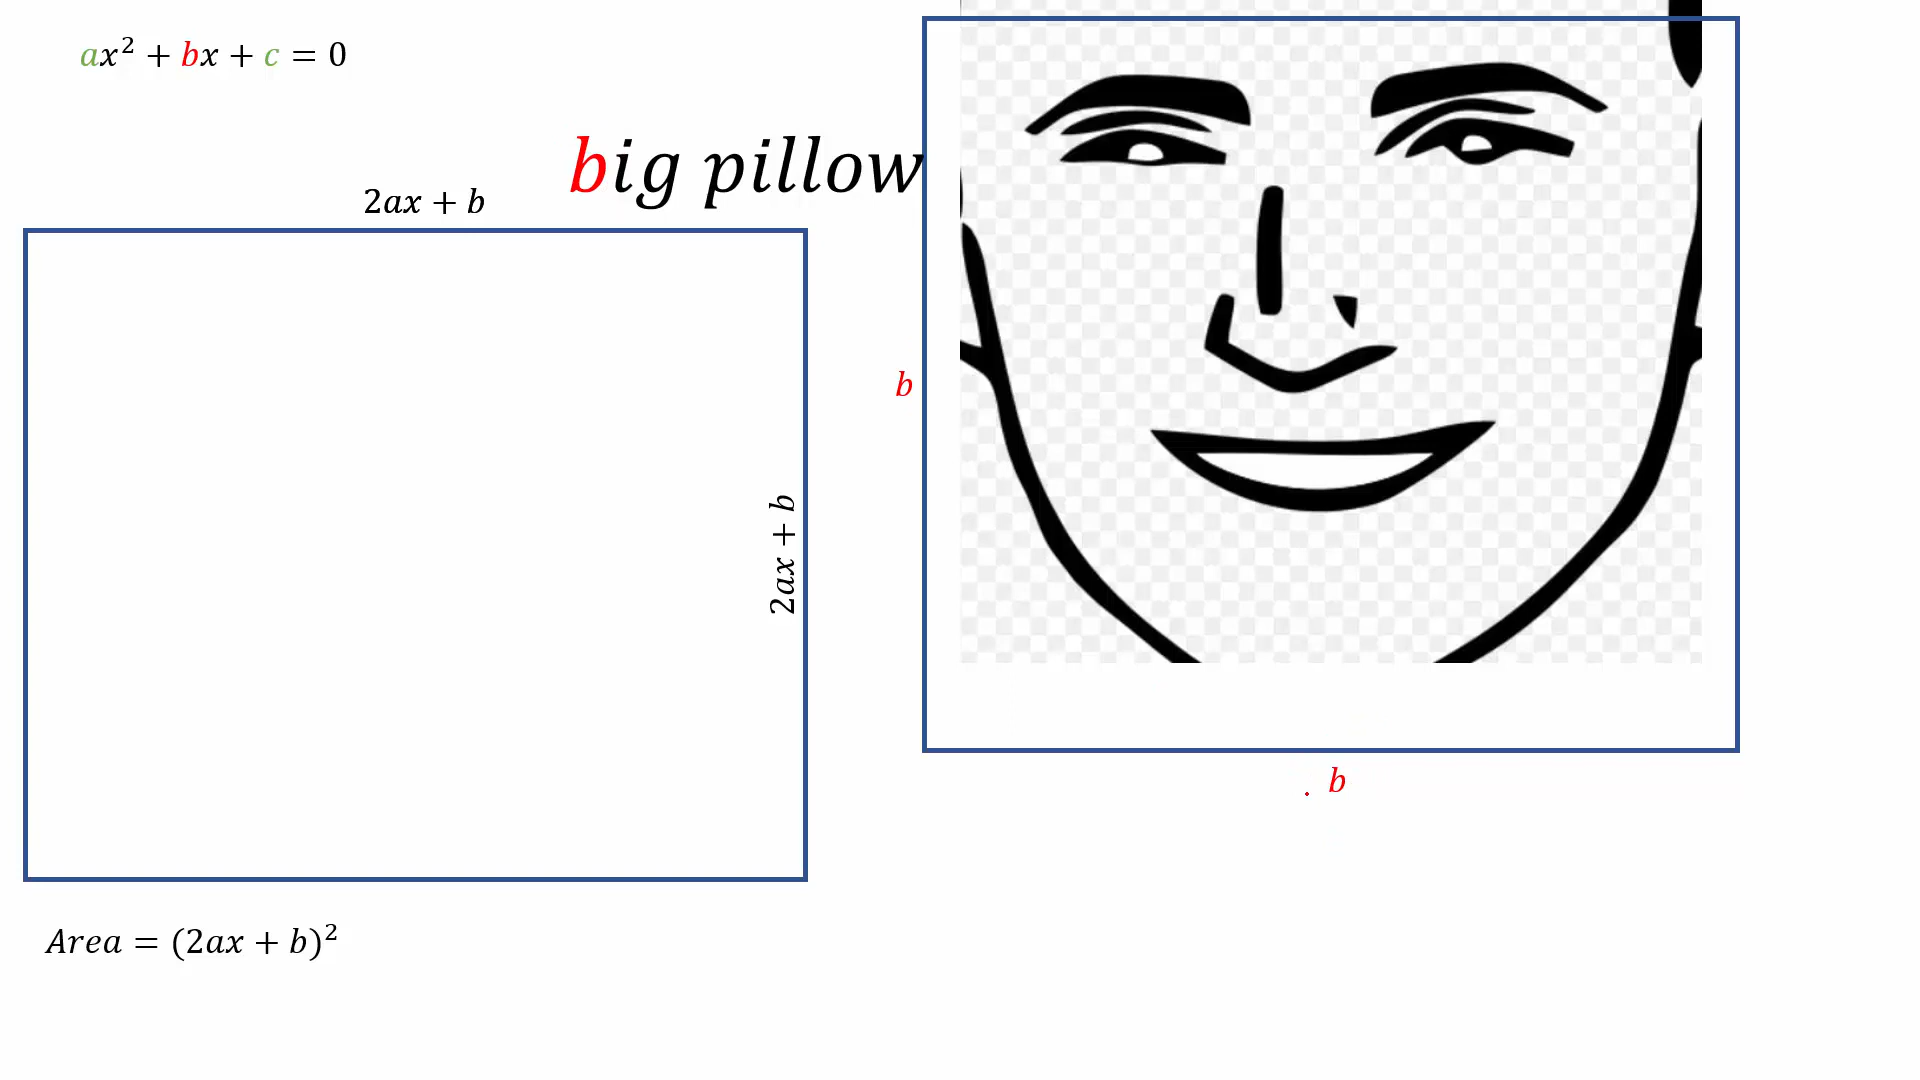 ax² + bx + c = 0
big pillow
2ax + b
b
2ax + b
. b
Area = (2ax + b)²